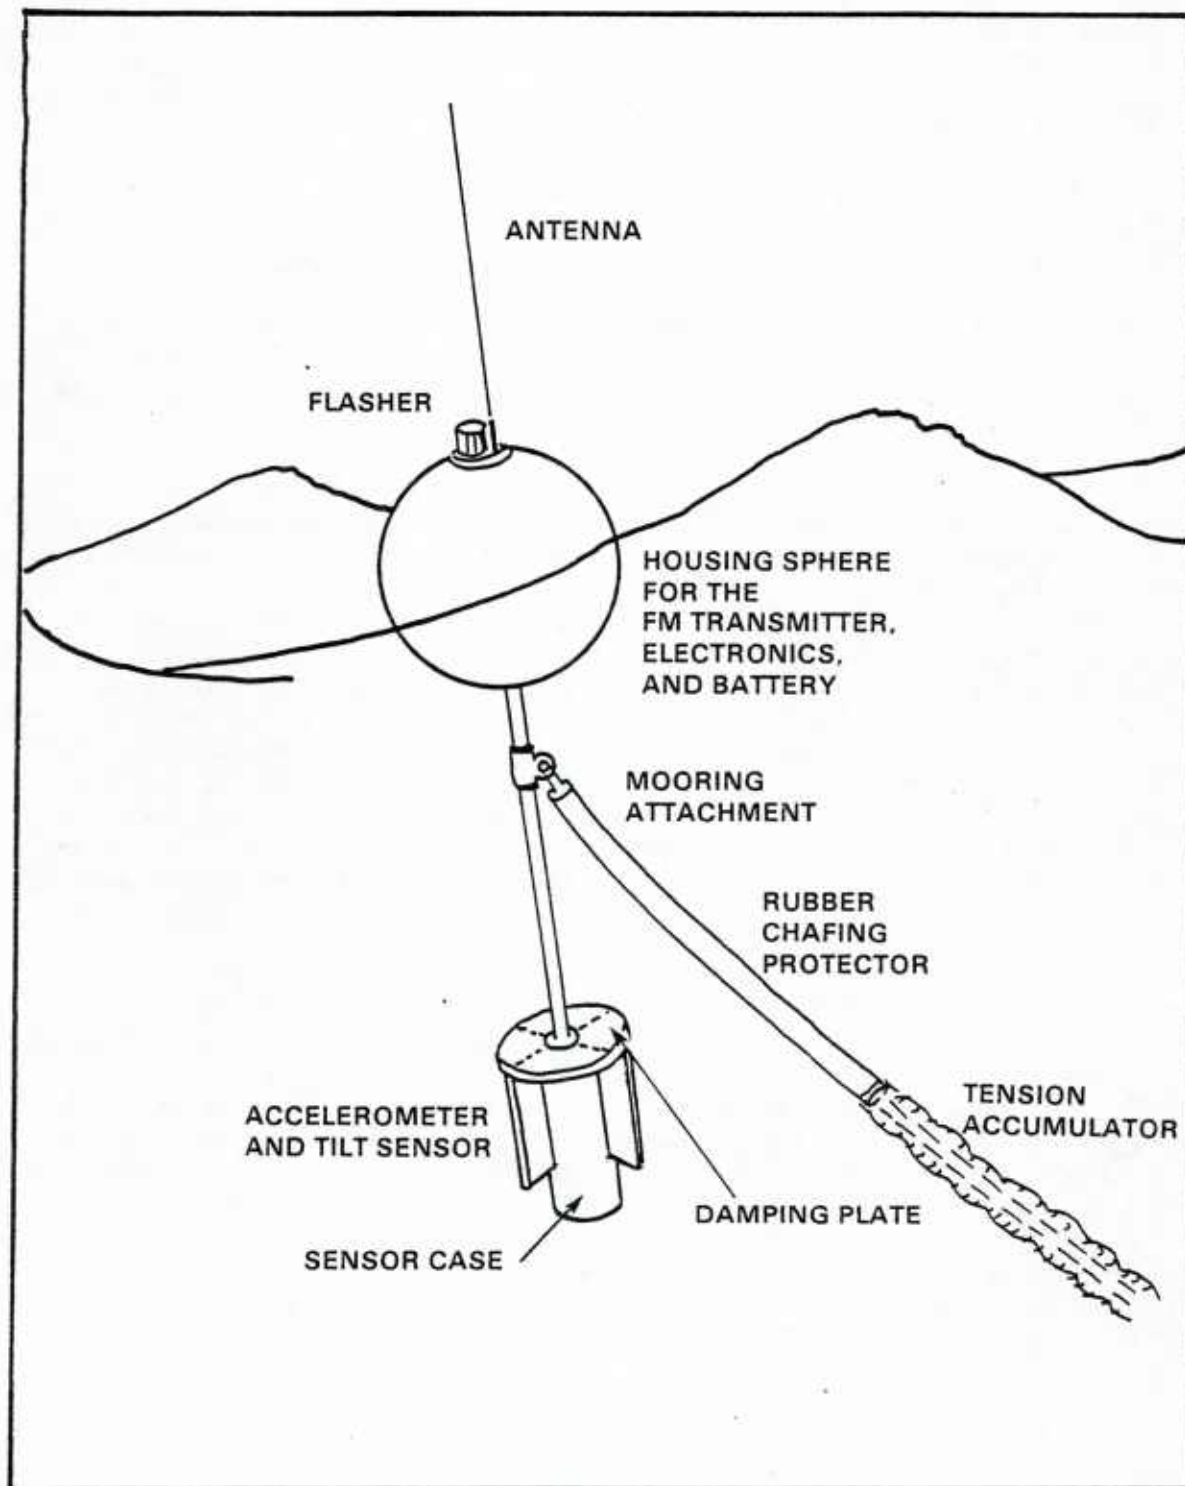 ANTENNA
FLASHER
HOUSING SPHERE
FOR THE
FM TRANSMITTER,
ELECTRONICS,
AND BATTERY
MOORING
ATTACHMENT
RUBBER
CHAFING
PROTECTOR
TENSION
ACCUMULATOR
ACCELEROMETER
AND TILT SENSOR
DAMPING PLATE
SENSOR CASE